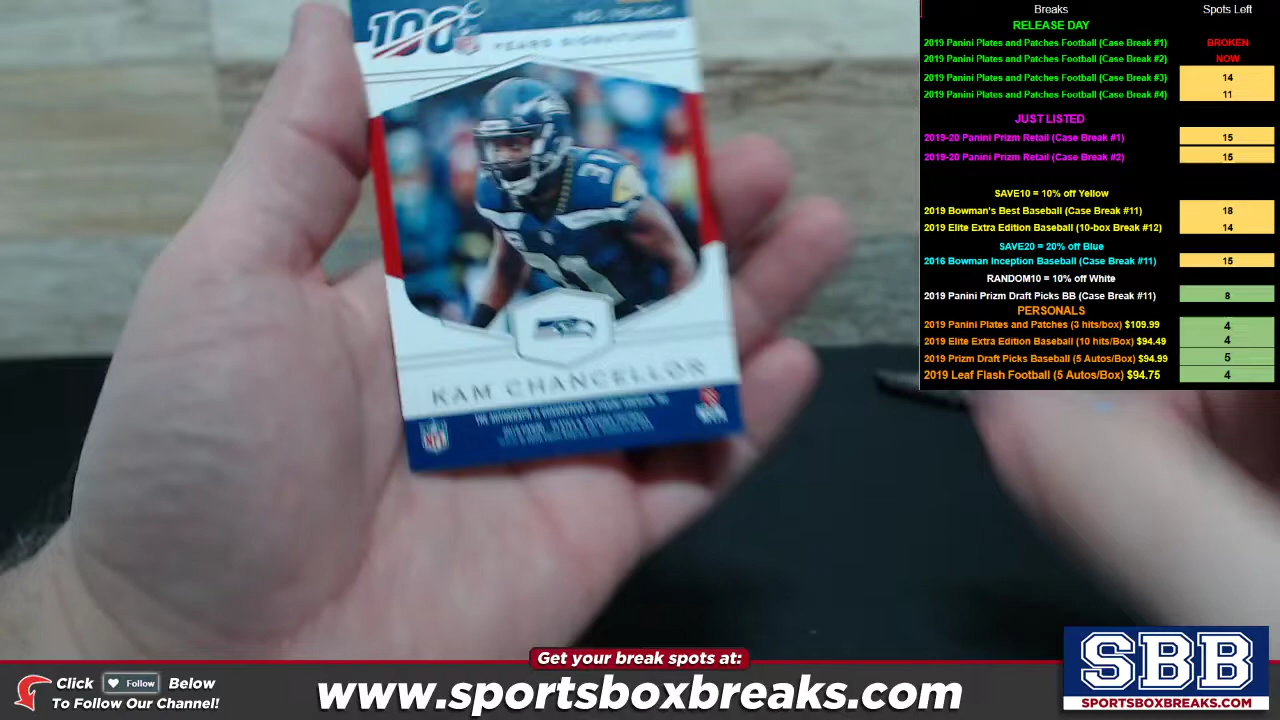 100
YEARS SIGNATURES
31
31
KAM CHANCELLOR
NFL
Breaks Spots Left
RELEASE DAY
2019 Panini Plates and Patches Football (Case Break #1) BROKEN
2019 Panini Plates and Patches Football (Case Break #2) NOW
2019 Panini Plates and Patches Football (Case Break #3) 14
2019 Panini Plates and Patches Football (Case Break #4) 11
JUST LISTED
2019-20 Panini Prizm Retail (Case Break #1) 15
2019-20 Panini Prizm Retail (Case Break #2) 15
SAVE10 = 10% off Yellow
2019 Bowman's Best Baseball (Case Break #11) 18
2019 Elite Extra Edition Baseball (10-box Break #12) 14
SAVE20 = 20% off Blue
2016 Bowman Inception Baseball (Case Break #11) 15
RANDOM10 = 10% off White
2019 Panini Prizm Draft Picks BB (Case Break #11) 8
PERSONALS
2019 Panini Plates and Patches (3 hits/box) $109.99 4
2019 Elite Extra Edition Baseball (10 hits/Box) $94.49 4
2019 Prizm Draft Picks Baseball (5 Autos/Box) $94.99 5
2019 Leaf Flash Football (5 Autos/Box) $94.75 4
Get your break spots at:
Click Follow Below
To Follow Our Channel!
www.sportsboxbreaks.com
SBB
SPORTSBOXBREAKS.COM